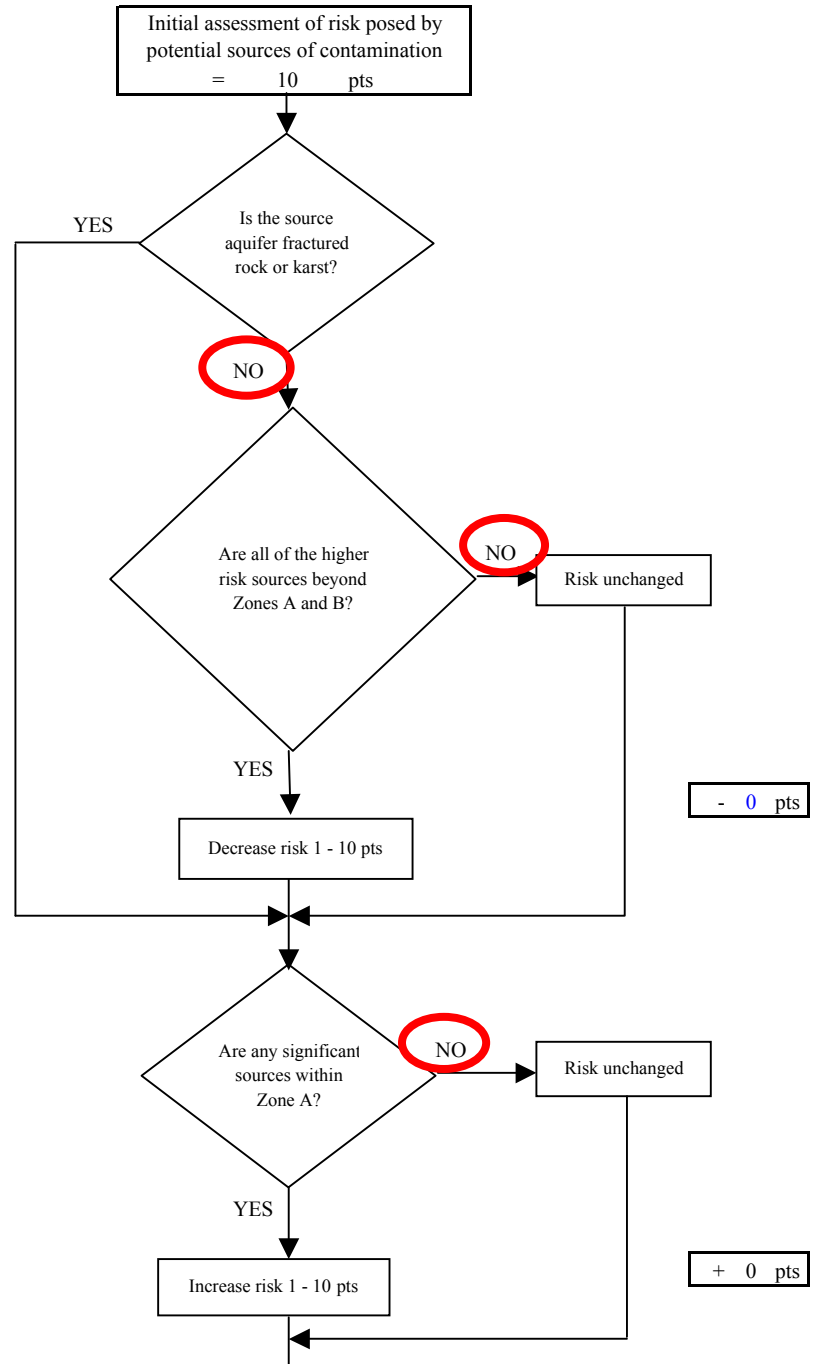 Initial assessment of risk posed by
potential sources of contamination
= 10 pts
YES
Is the source
aquifer fractured
rock or karst?
NO
Are all of the higher
risk sources beyond
Zones A and B?
NO
Risk unchanged
YES
- 0 pts
Decrease risk 1 - 10 pts
Are any significant
sources within
Zone A?
NO
Risk unchanged
YES
+ 0 pts
Increase risk 1 - 10 pts